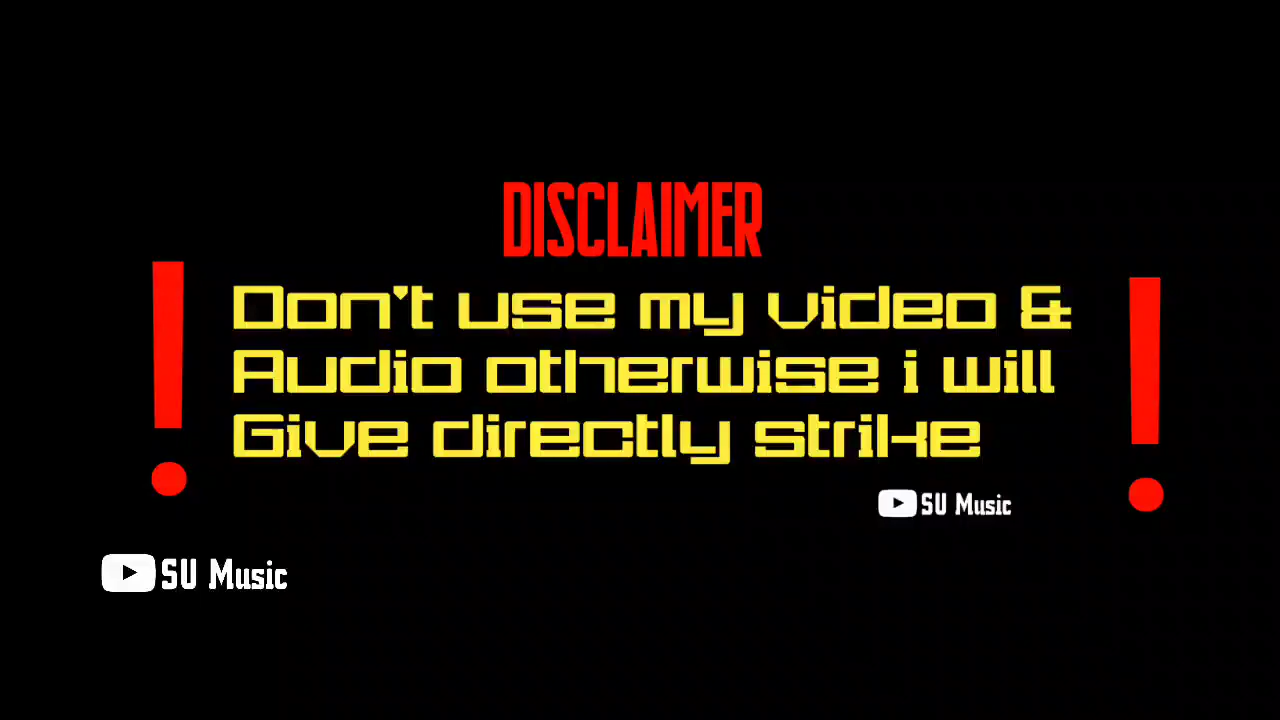 DISCLAIMER
Don't use my video &
Audio otherwise i will
Give directly strike
SU Music
SU Music